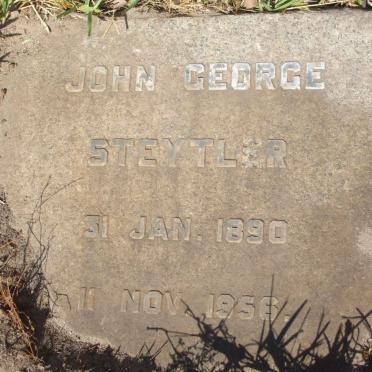 JOHN GEORGE
STEYTLER
31 JAN. 1890
11 NOV. 1956.